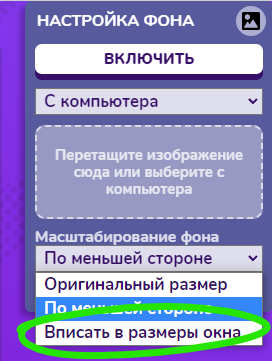 НАСТРОЙКА ФОНА
ВКЛЮЧИТЬ
С компьютера
Перетащите изображение
сюда или выберите с
компьютера
Масштабирование фона
По меньшей стороне
Оригинальный размер
По меньшей стороне
Вписать в размеры окна